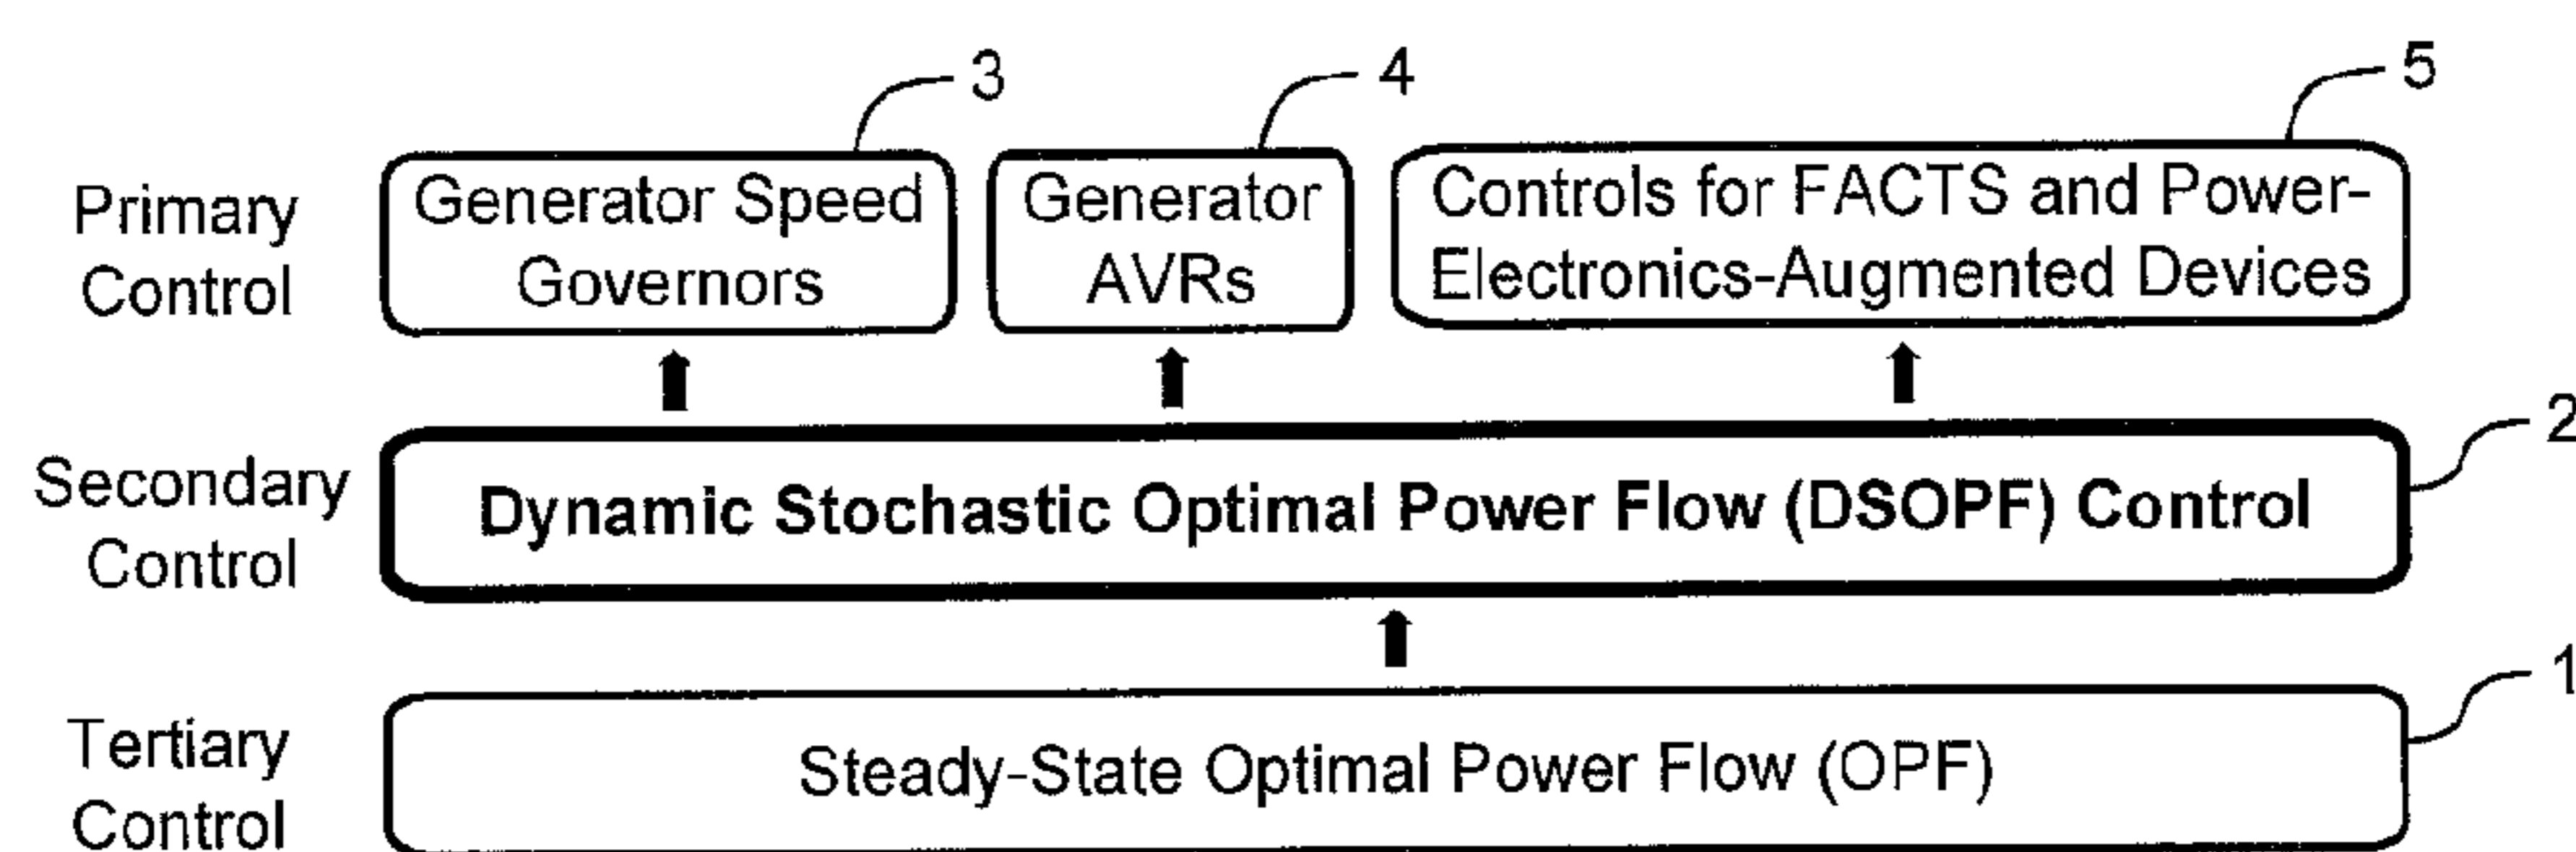 3
4
5
Primary
Control
Generator Speed
Governors
Generator
AVRs
Controls for FACTS and Power-
Electronics-Augmented Devices
2
Secondary
Control
Dynamic Stochastic Optimal Power Flow (DSOPF) Control
1
Tertiary
Control
Steady-State Optimal Power Flow (OPF)